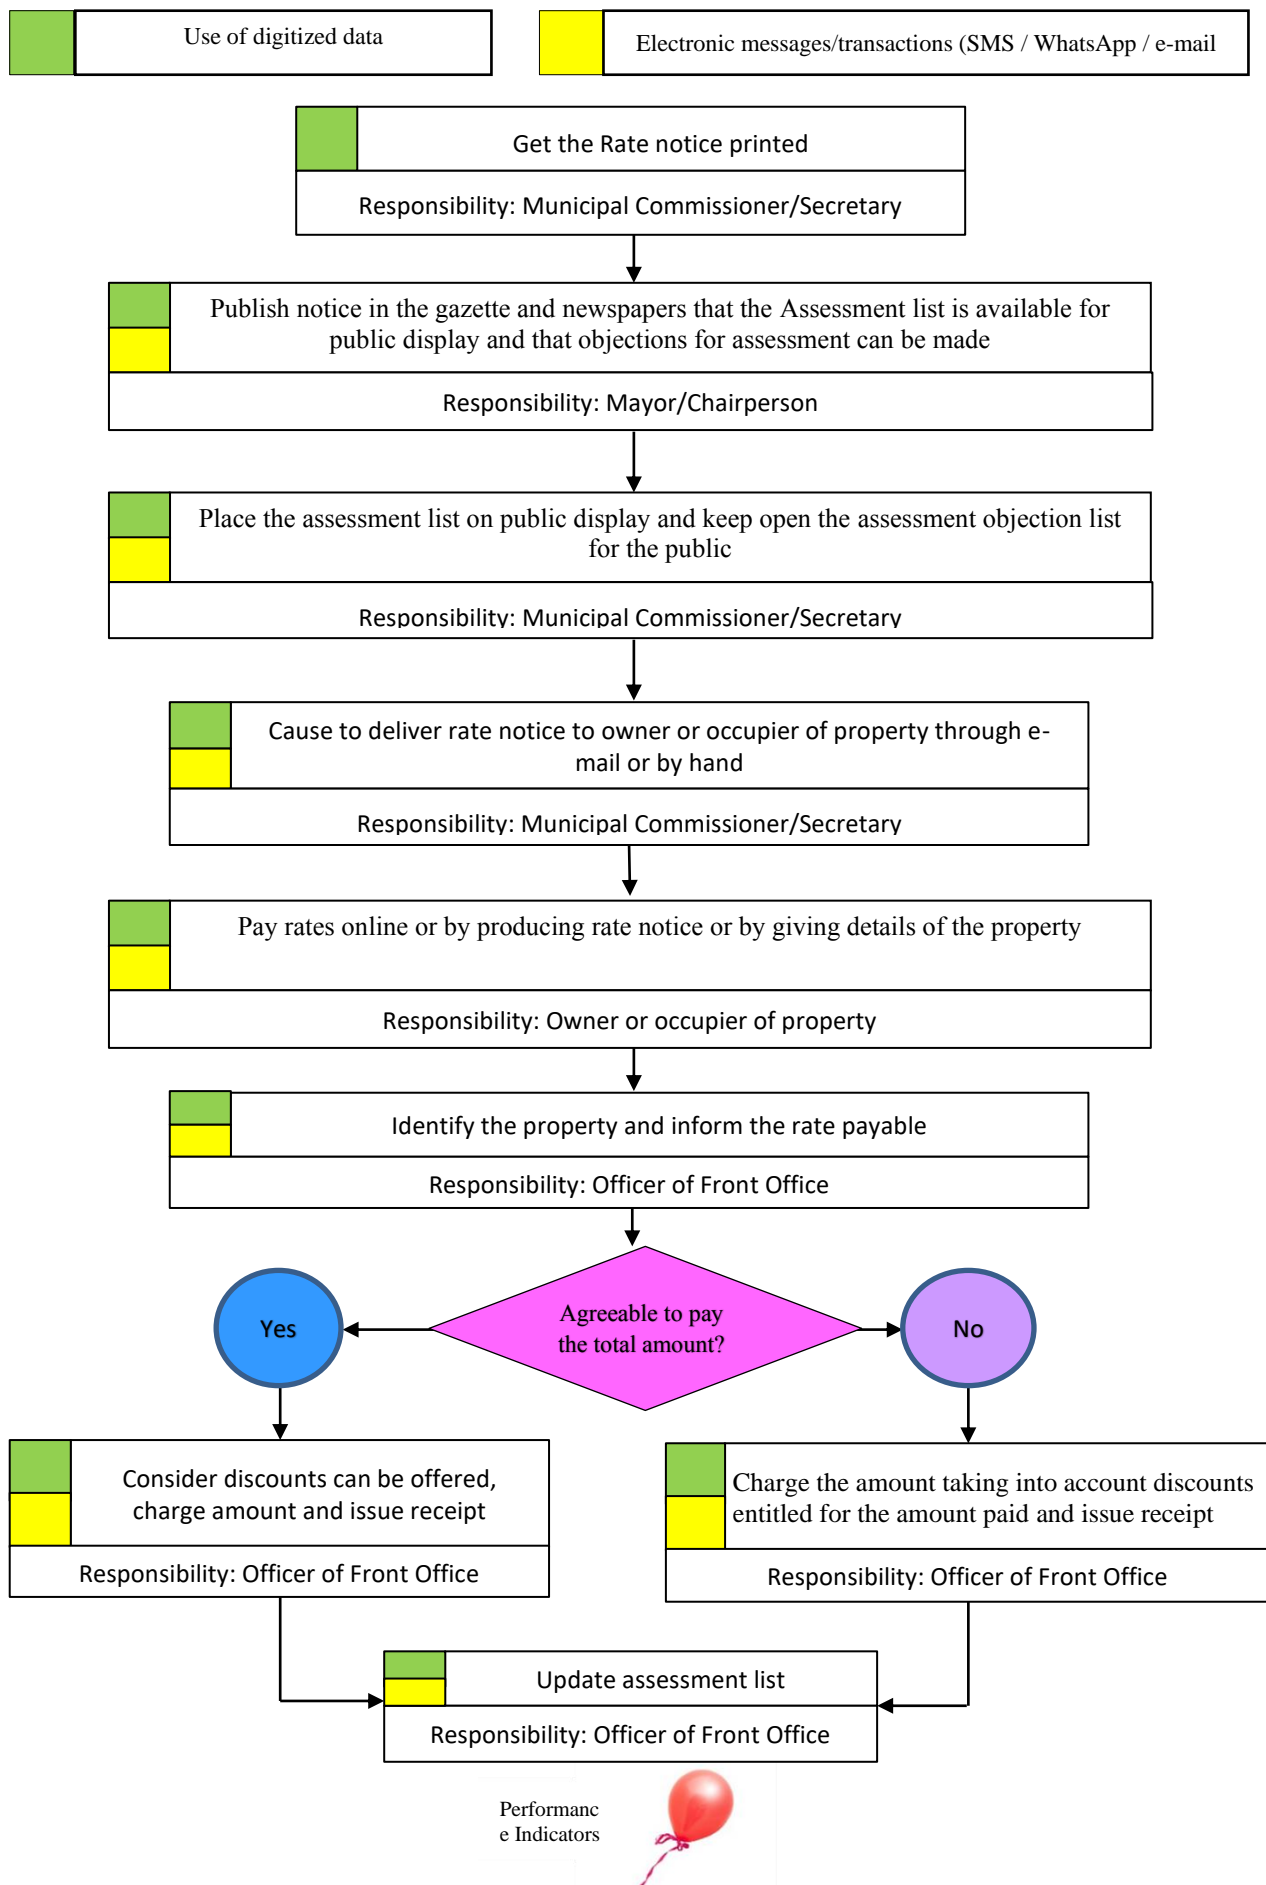 Use of digitized data
Electronic messages/transactions (SMS / WhatsApp / e-mail
Get the Rate notice printed
Responsibility: Municipal Commissioner/Secretary
Publish notice in the gazette and newspapers that the Assessment list is available for
public display and that objections for assessment can be made
Responsibility: Mayor/Chairperson
Place the assessment list on public display and keep open the assessment objection list
for the public
Responsibility: Municipal Commissioner/Secretary
Cause to deliver rate notice to owner or occupier of property through e-
mail or by hand
Responsibility: Municipal Commissioner/Secretary
Pay rates online or by producing rate notice or by giving details of the property
Responsibility: Owner or occupier of property
Identify the property and inform the rate payable
Responsibility: Officer of Front Office
Agreeable to pay
the total amount?
Yes
No
Consider discounts can be offered,
charge amount and issue receipt
Responsibility: Officer of Front Office
Charge the amount taking into account discounts
entitled for the amount paid and issue receipt
Responsibility: Officer of Front Office
Update assessment list
Responsibility: Officer of Front Office
Performanc
e Indicators